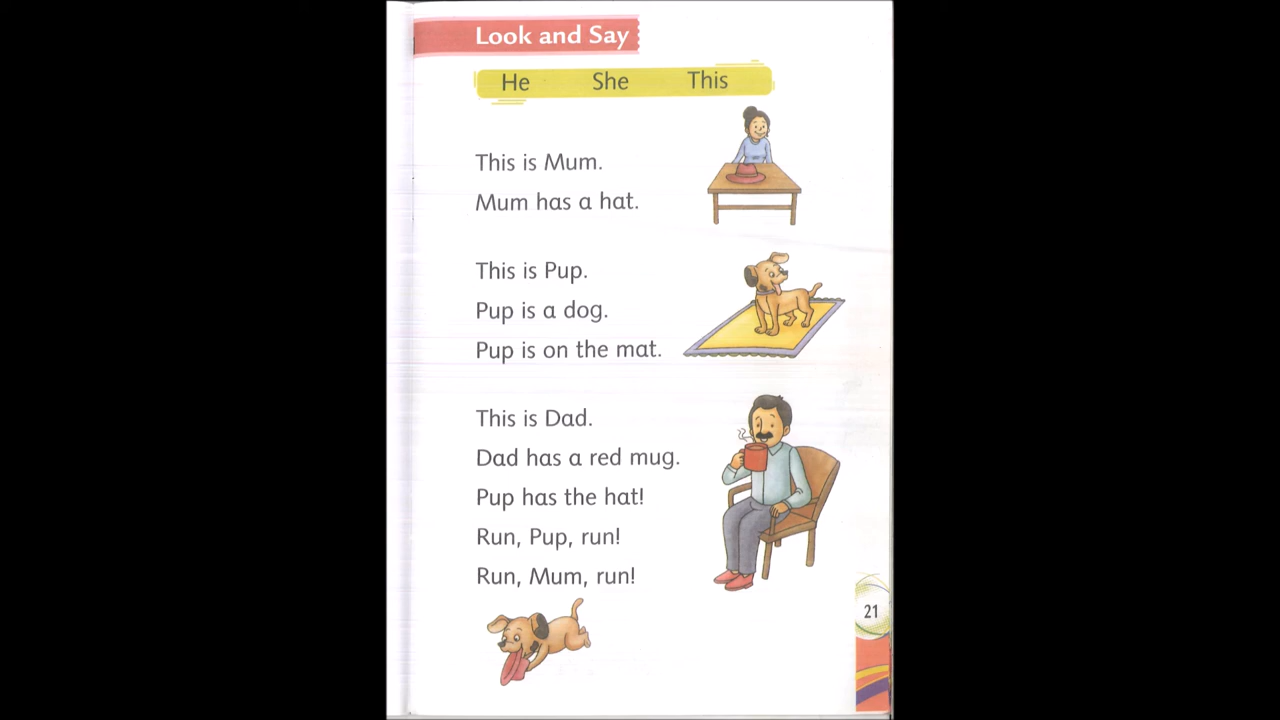 Look and Say
He She This
This is Mum.
Mum has a hat.
This is Pup.
Pup is a dog.
Pup is on the mat.
This is Dad.
Dad has a red mug.
Pup has the hat!
Run, Pup, run!
Run, Mum, run!
21